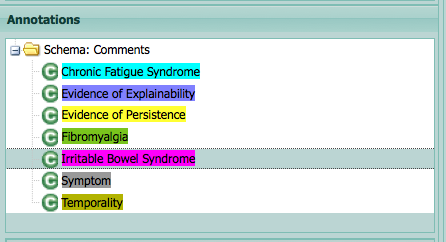 Annotations
Schema: Comments
Chronic Fatigue Syndrome
Evidence of Explainability
Evidence of Persistence
Fibromyalgia
Irritable Bowel Syndrome
Symptom
Temporality